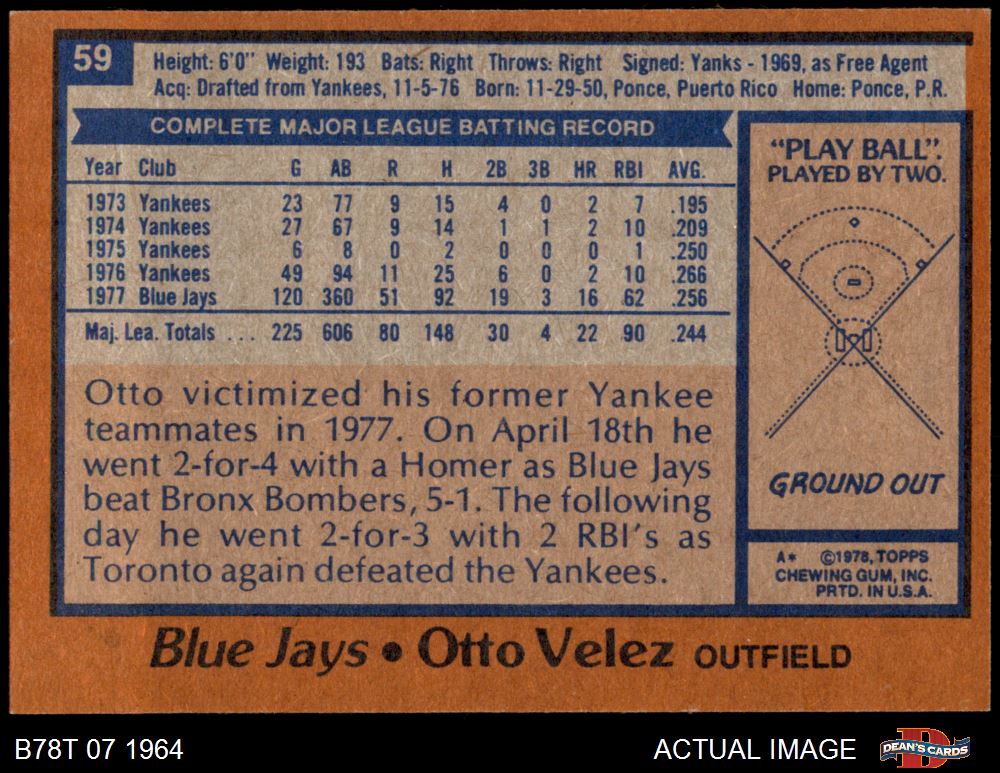 59
Height: 6'0" Weight: 193 Bats: Right Throws: Right Signed: Yanks - 1969, as Free Agent
Acq: Drafted from Yankees, 11-5-76 Born: 11-29-50, Ponce, Puerto Rico Home: Ponce, P.R.
COMPLETE MAJOR LEAGUE BATTING RECORD
Year Club G AB R H 2B 3B HR RBI AVG.
1973 Yankees 23 77 9 15 4 0 2 7 .195
1974 Yankees 27 67 9 14 1 1 2 10 .209
1975 Yankees 6 8 0 2 0 0 0 1 .250
1976 Yankees 49 94 11 25 6 0 2 10 .266
1977 Blue Jays 120 360 51 92 19 3 16 62 .256
Maj. Lea. Totals ... 225 606 80 148 30 4 22 90 .244
Otto victimized his former Yankee
teammates in 1977. On April 18th he
went 2-for-4 with a Homer as Blue Jays
beat Bronx Bombers, 5-1. The following
day he went 2-for-3 with 2 RBI's as
Toronto again defeated the Yankees.
"PLAY BALL".
PLAYED BY TWO.
GROUND OUT
A* ©1978, TOPPS
CHEWING GUM, INC.
PRTD. IN U.S.A.
Blue Jays • Otto Velez OUTFIELD
B78T 07 1964
ACTUAL IMAGE
DEAN'S CARDS